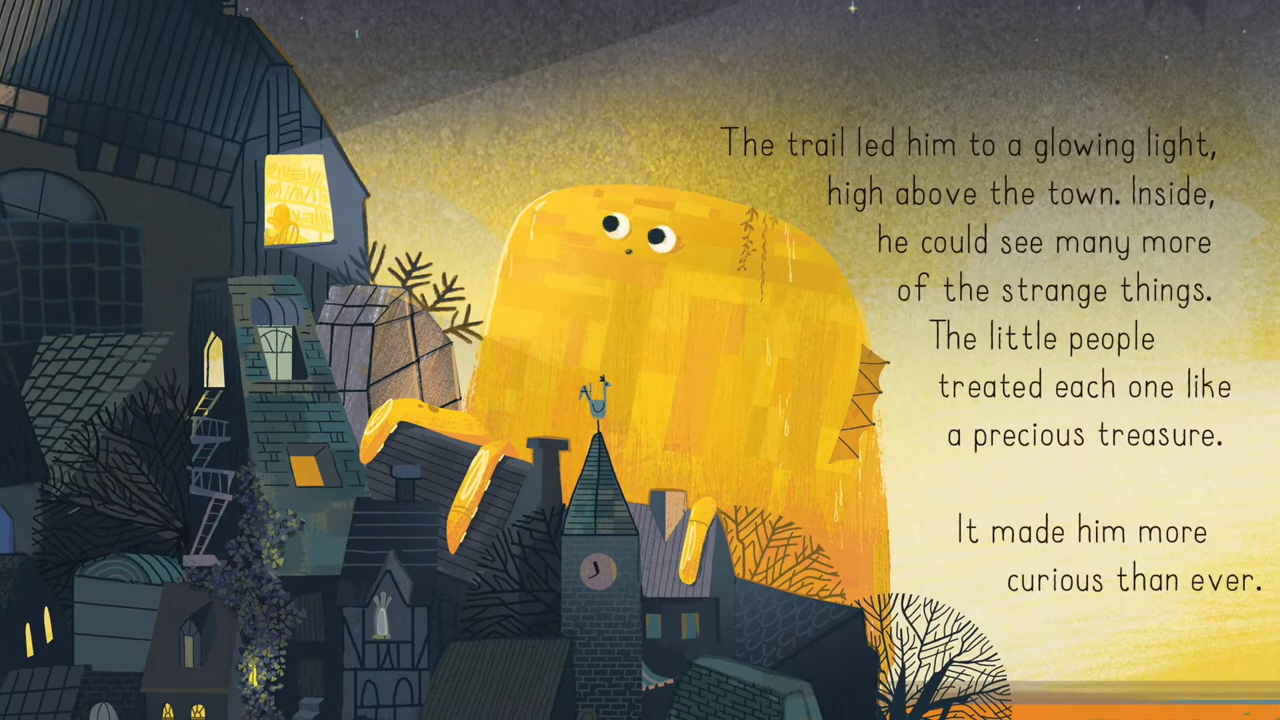 The trail led him to a glowing light,
high above the town. Inside,
he could see many more
of the strange things.
The little people
treated each one like
a precious treasure.
It made him more
curious than ever.